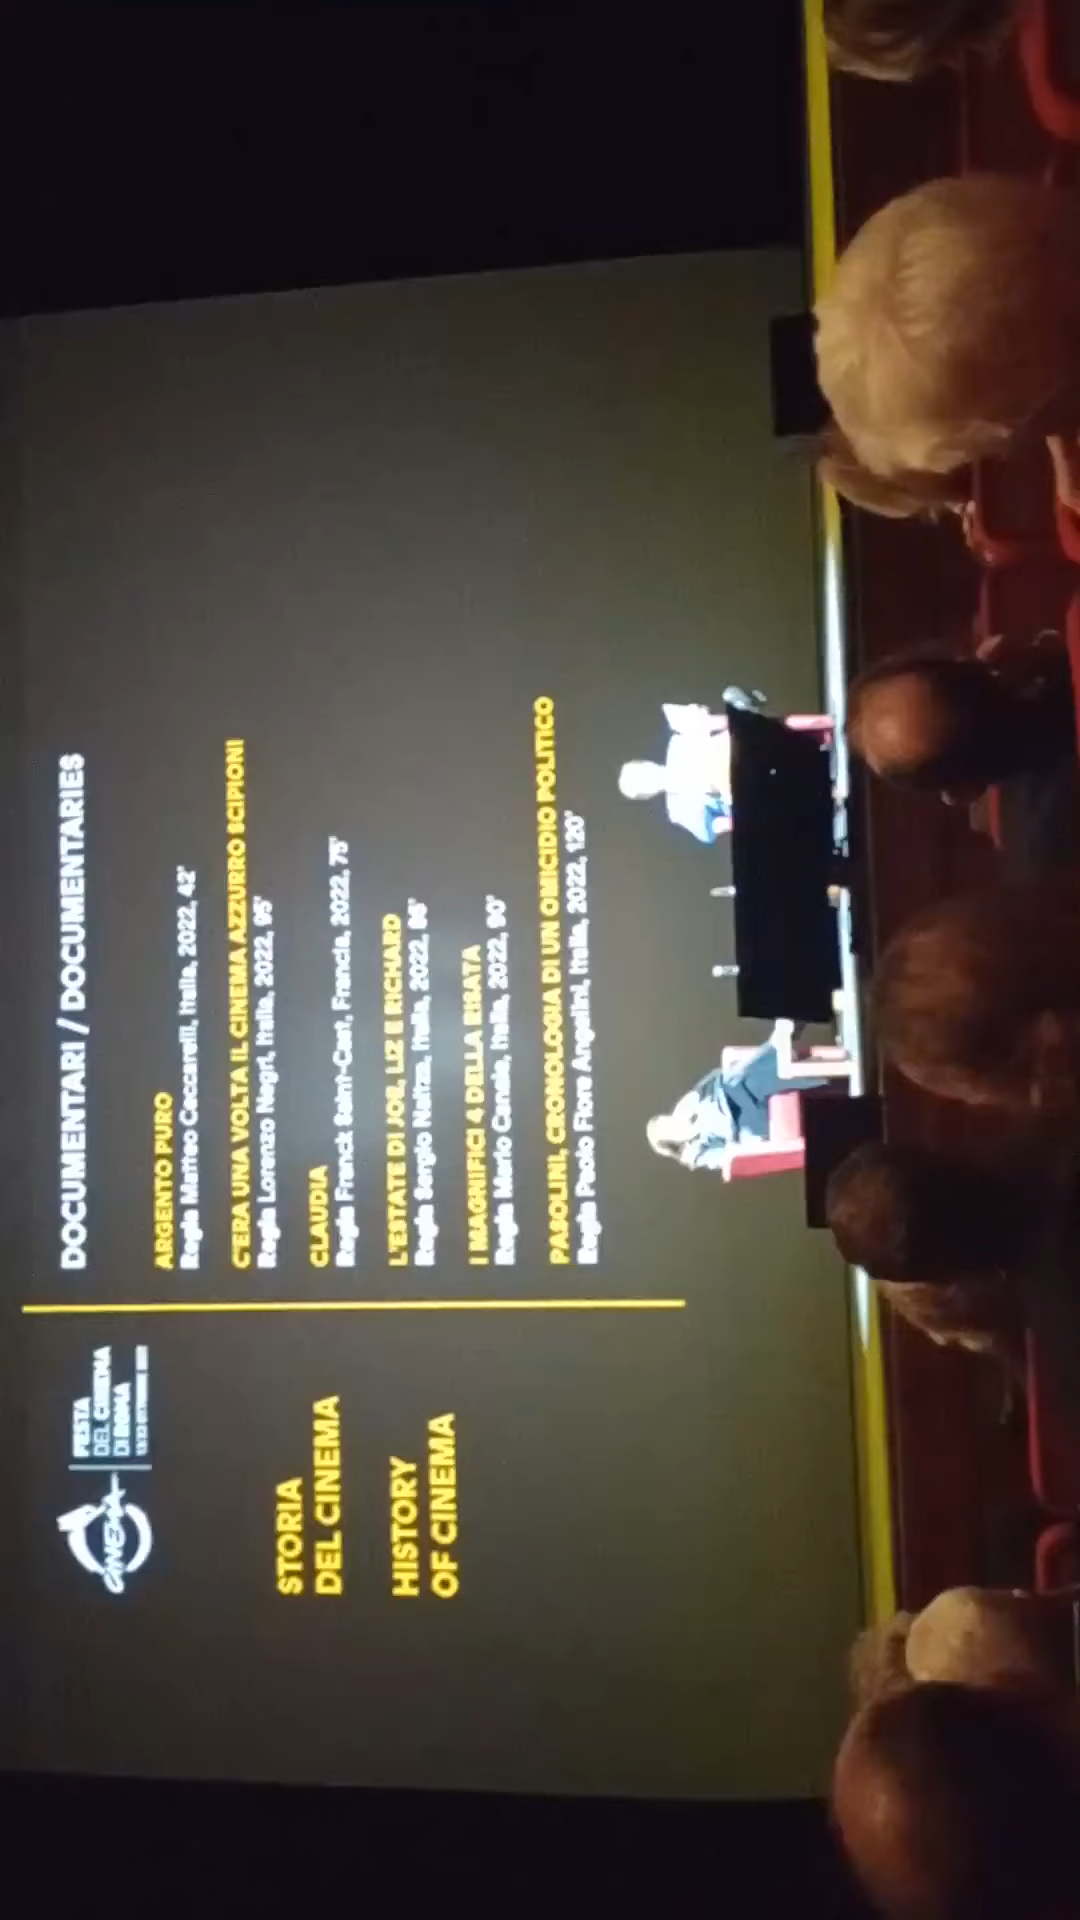 CINEMA
FESTA
DEL CINEMA
DI ROMA
STORIA
DEL CINEMA
HISTORY
OF CINEMA
DOCUMENTARI / DOCUMENTARIES
ARGENTO PURO
Regia Matteo Ceccarelli, Italia, 2022, 42'
C'ERA UNA VOLTA IL CINEMA AZZURRO SCIPIONI
Regia Lorenzo Negri, Italia, 2022, 95'
CLAUDIA
Regia Franck Saint-Cast, Francia, 2022, 75'
L'ESTATE DI JOE, LIZ E RICHARD
Regia Sergio Naitza, Italia, 2022,
I MAGNIFICI 4 DELLA RISATA
Regia Mario Canale, Italia, 2022, 90'
PASOLINI, CRONOLOGIA DI UN OMICIDIO POLITICO
Regia Paolo Fiore Angelini, Italia, 2022, 120'